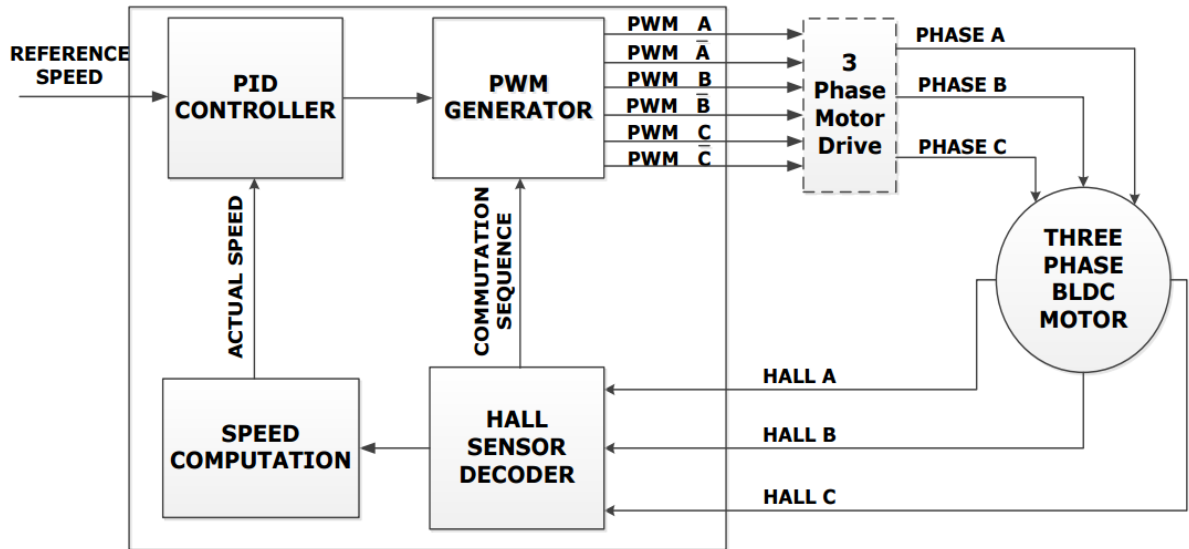 REFERENCE
SPEED
PID
CONTROLLER
PWM
GENERATOR
PWM A
PWM A̅
PWM B
PWM B̅
PWM C
PWM C̅
3
Phase
Motor
Drive
PHASE A
PHASE B
PHASE C
THREE
PHASE
BLDC
MOTOR
ACTUAL SPEED
COMMUTATION
SEQUENCE
SPEED
COMPUTATION
HALL
SENSOR
DECODER
HALL A
HALL B
HALL C